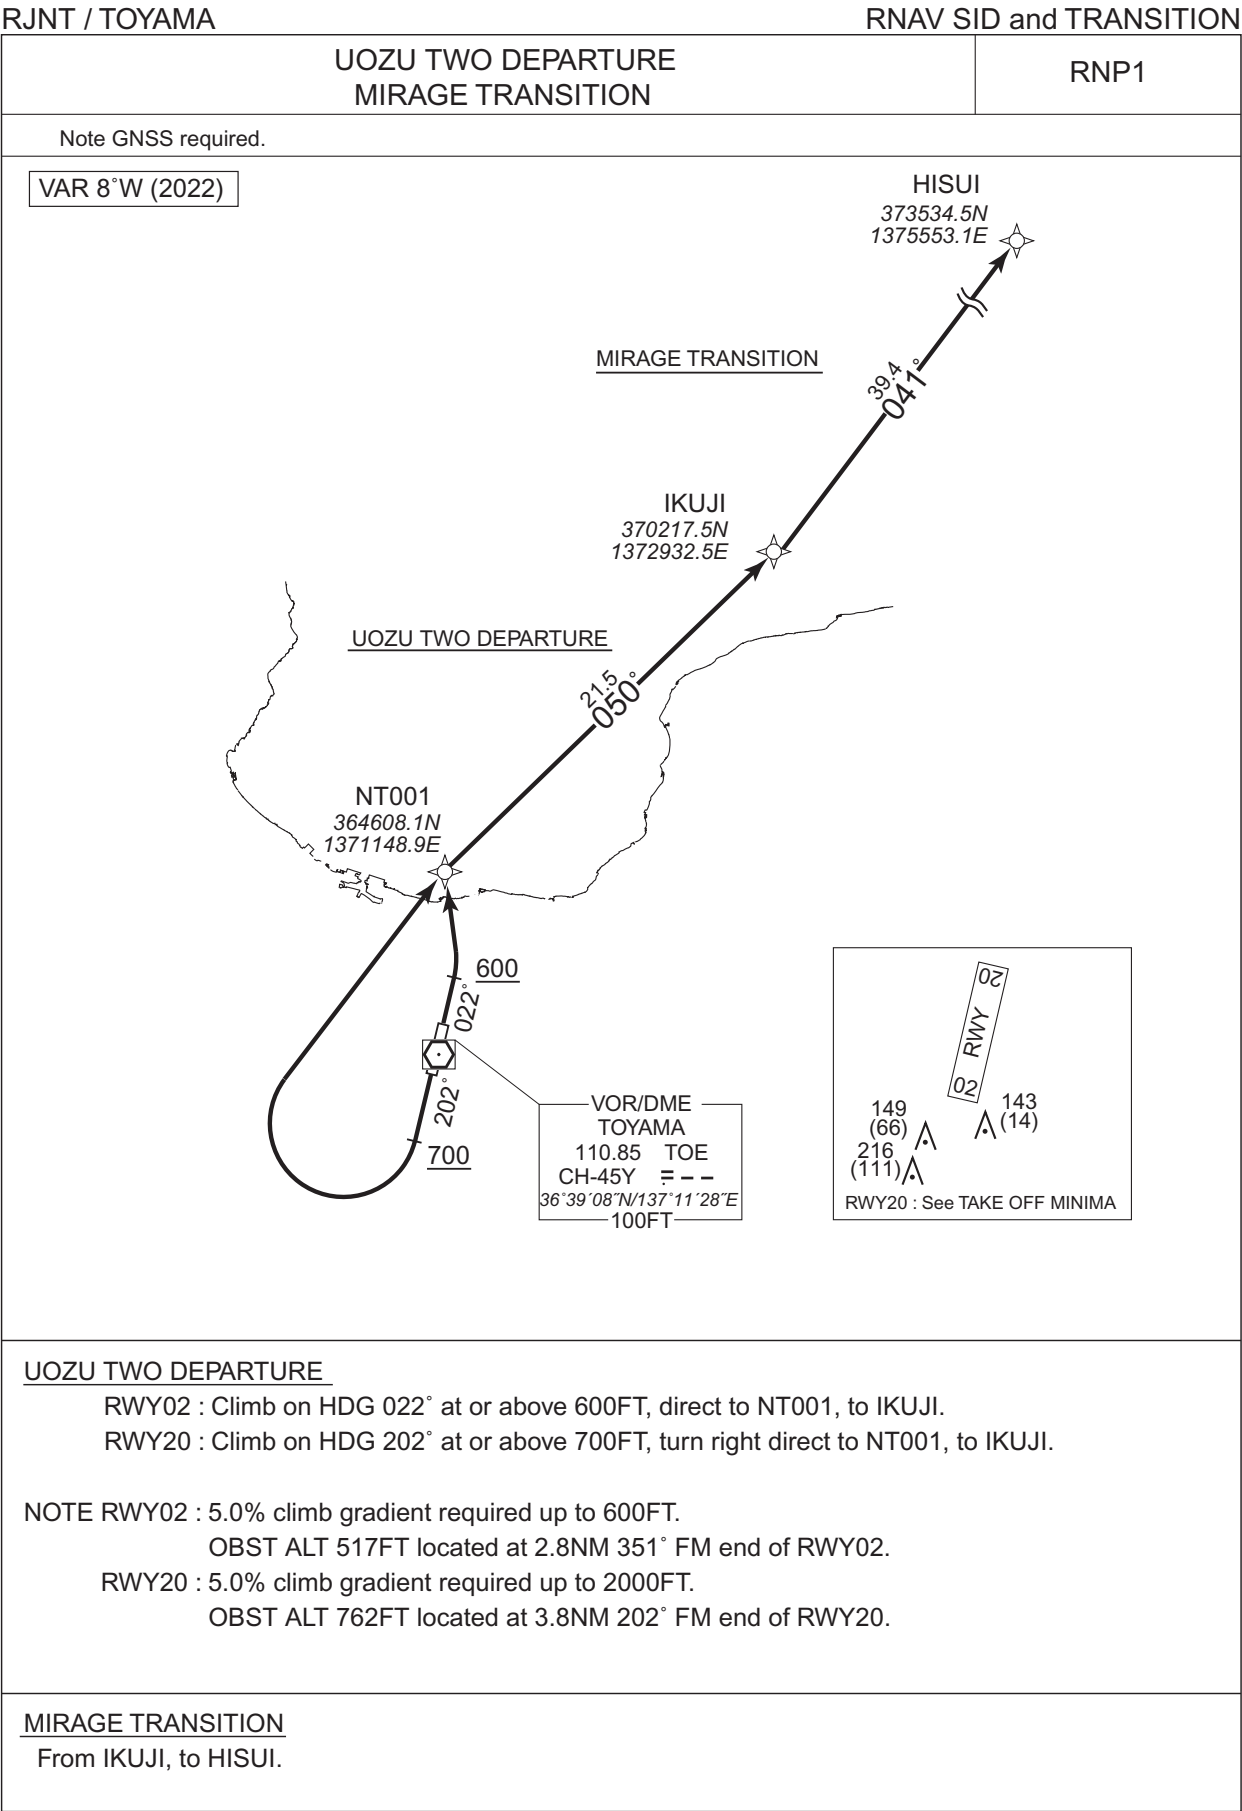 RJNT / TOYAMA
RNAV SID and TRANSITION
UOZU TWO DEPARTURE
MIRAGE TRANSITION
RNP1
Note GNSS required.
VAR 8°W (2022)
HISUI
373534.5N
1375553.1E
MIRAGE TRANSITION
39.4
041°
IKUJI
370217.5N
1372932.5E
UOZU TWO DEPARTURE
21.5
050°
NT001
364608.1N
1371148.9E
600
022°
202°
700
VOR/DME
TOYAMA
110.85 TOE
CH-45Y
36°39´08˝N/137°11´28˝E
100FT
20
RWY
02
149
(66)
143
(14)
216
(111)
RWY20 : See TAKE OFF MINIMA
UOZU TWO DEPARTURE
RWY02 : Climb on HDG 022° at or above 600FT, direct to NT001, to IKUJI.
RWY20 : Climb on HDG 202° at or above 700FT, turn right direct to NT001, to IKUJI.
NOTE RWY02 : 5.0% climb gradient required up to 600FT.
OBST ALT 517FT located at 2.8NM 351° FM end of RWY02.
RWY20 : 5.0% climb gradient required up to 2000FT.
OBST ALT 762FT located at 3.8NM 202° FM end of RWY20.
MIRAGE TRANSITION
From IKUJI, to HISUI.